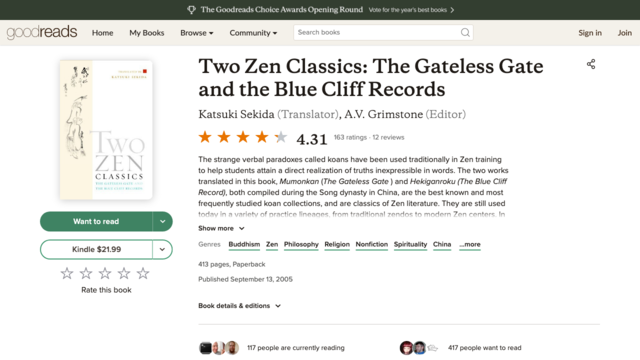 The Goodreads Choice Awards Opening Round Vote for the year's best books
goodreads Home My Books Browse Community Search books Sign in Join
Two Zen Classics: The Gateless Gate
and the Blue Cliff Records
Katsuki Sekida (Translator), A.V. Grimstone (Editor)
4.31 163 ratings · 12 reviews
The strange verbal paradoxes called koans have been used traditionally in Zen training
to help students attain a direct realization of truths inexpressible in words. The two works
translated in this book, Mumonkan (The Gateless Gate ) and Hekiganroku (The Blue Cliff
Record), both compiled during the Song dynasty in China, are the best known and most
frequently studied koan collections, and are classics of Zen literature. They are still used
today in a variety of practice lineages, from traditional zendos to modern Zen centers. In
Show more
Genres Buddhism Zen Philosophy Religion Nonfiction Spirituality China ...more
413 pages, Paperback
Published September 13, 2005
Book details & editions
117 people are currently reading
417 people want to read
KATSUKI SEKIDA
TWO
ZEN
CLASSICS
Want to read
Kindle $21.99
Rate this book